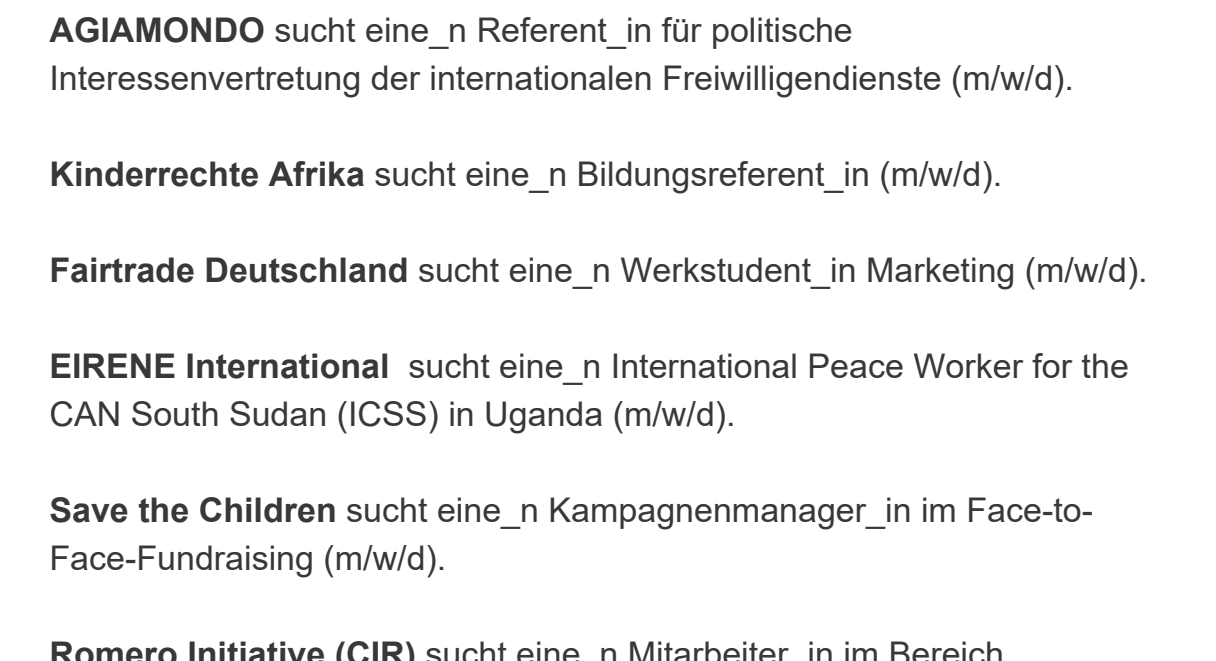 AGIAMONDO sucht eine_n Referent_in für politische
Interessenvertretung der internationalen Freiwilligendienste (m/w/d).
Kinderrechte Afrika sucht eine_n Bildungsreferent_in (m/w/d).
Fairtrade Deutschland sucht eine_n Werkstudent_in Marketing (m/w/d).
EIRENE International  sucht eine_n International Peace Worker for the
CAN South Sudan (ICSS) in Uganda (m/w/d).
Save the Children sucht eine_n Kampagnenmanager_in im Face-to-
Face-Fundraising (m/w/d).
Romero Initiative (CIR) sucht eine_n Mitarbeiter_in im Bereich